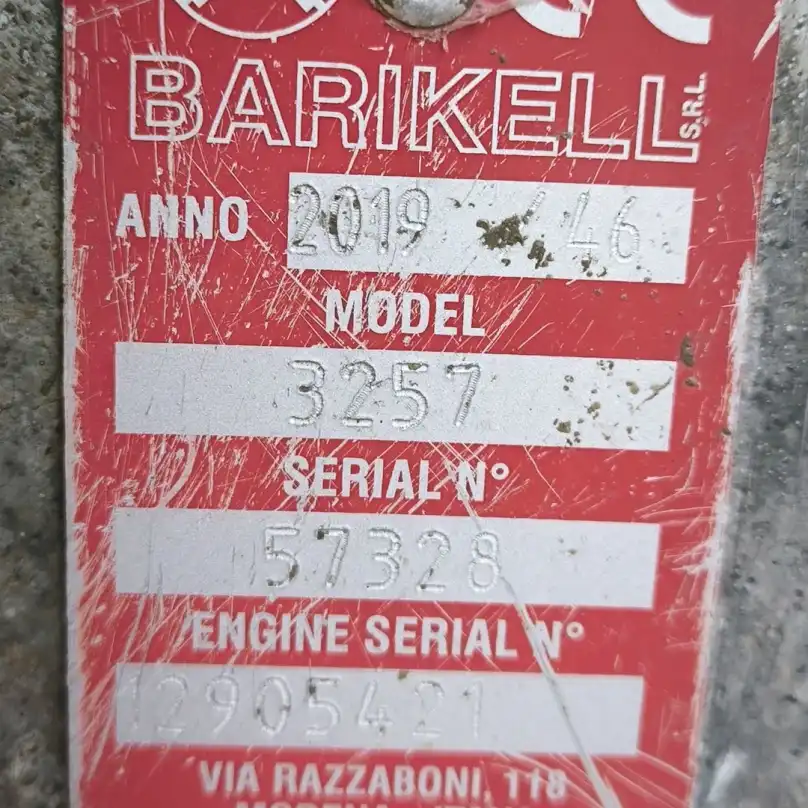 BARIKELL S.R.L.
ANNO 2019 /46
MODEL
3257
SERIAL N°
57328
ENGINE SERIAL N°
12905421
VIA RAZZABONI, 118